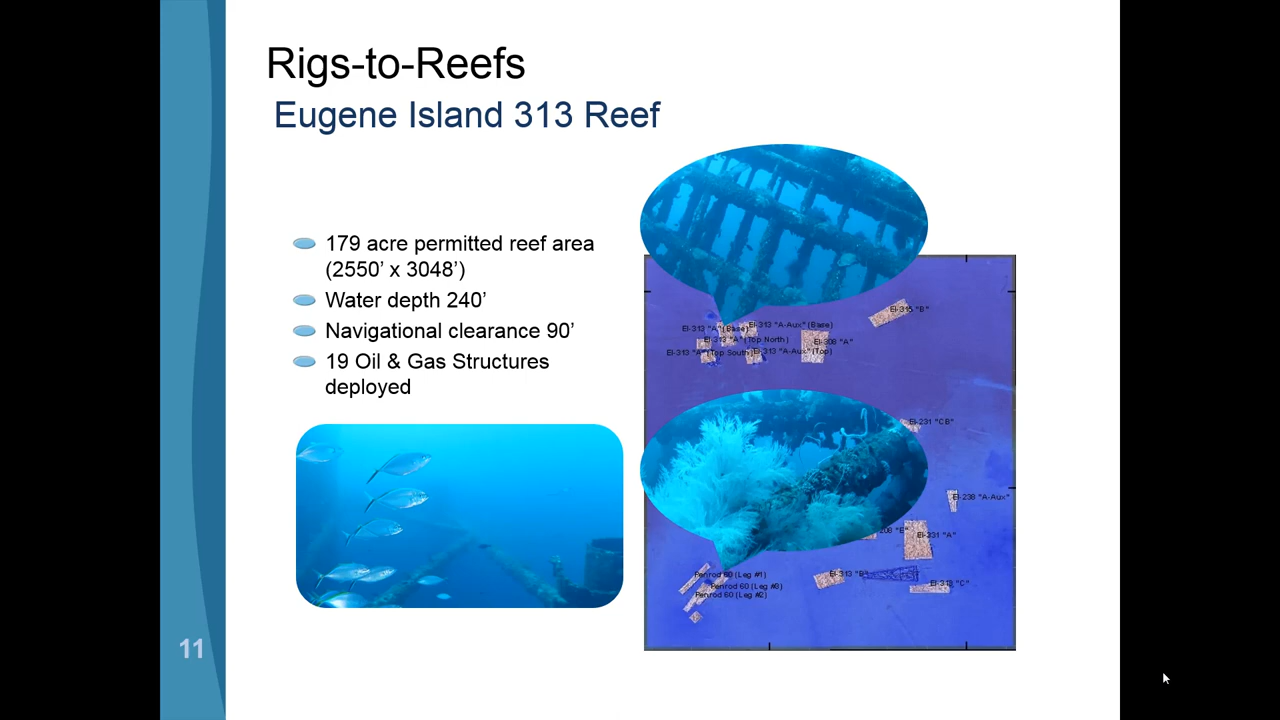 Rigs-to-Reefs
Eugene Island 313 Reef
179 acre permitted reef area
(2550’ x 3048’)
Water depth 240’
Navigational clearance 90’
19 Oil & Gas Structures
deployed
EI-315 "B"
EI-313 "A" (Base)
EI-313 "A-Aux" (Base)
EI-313 "A" (Top North)
EI-308 "A"
EI-313 "A" (Top South)
EI-313 "A-Aux" (Top)
EI-231 "CB"
EI-238 "A-Aux"
EI-331 "A"
EI-313 "B"
EI-313 "C"
Penrod 60 (Leg #1)
Penrod 60 (Leg #3)
Penrod 60 (Leg #2)
11